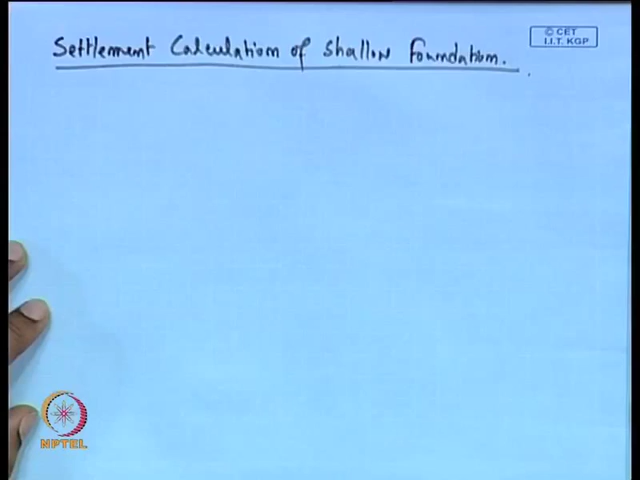 Settlement Calculation of Shallow Foundation.
© CET
I.I.T. KGP
NPTEL